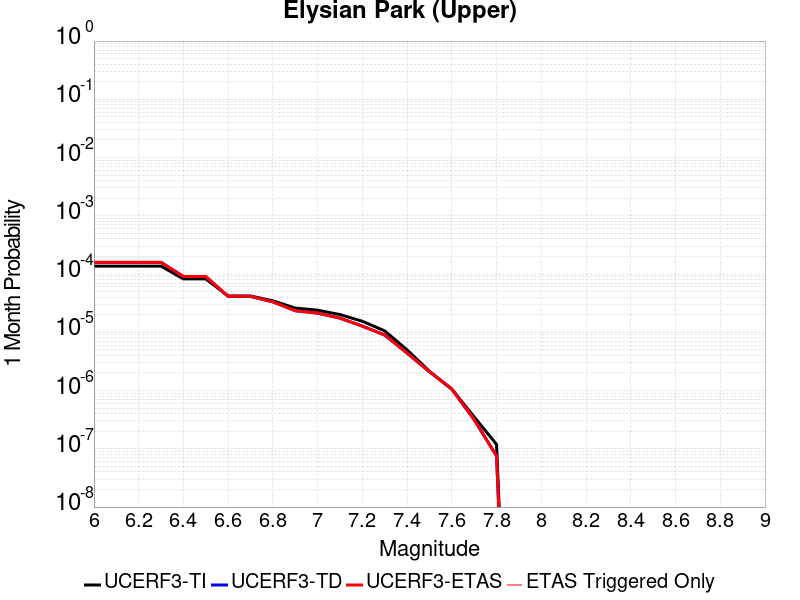 Elysian Park (Upper)
10^0
10^-1
10^-2
10^-3
10^-4
10^-5
10^-6
10^-7
10^-8
1 Month Probability
6 6.2 6.4 6.6 6.8 7 7.2 7.4 7.6 7.8 8 8.2 8.4 8.6 8.8 9
Magnitude
UCERF3-TI UCERF3-TD UCERF3-ETAS ETAS Triggered Only